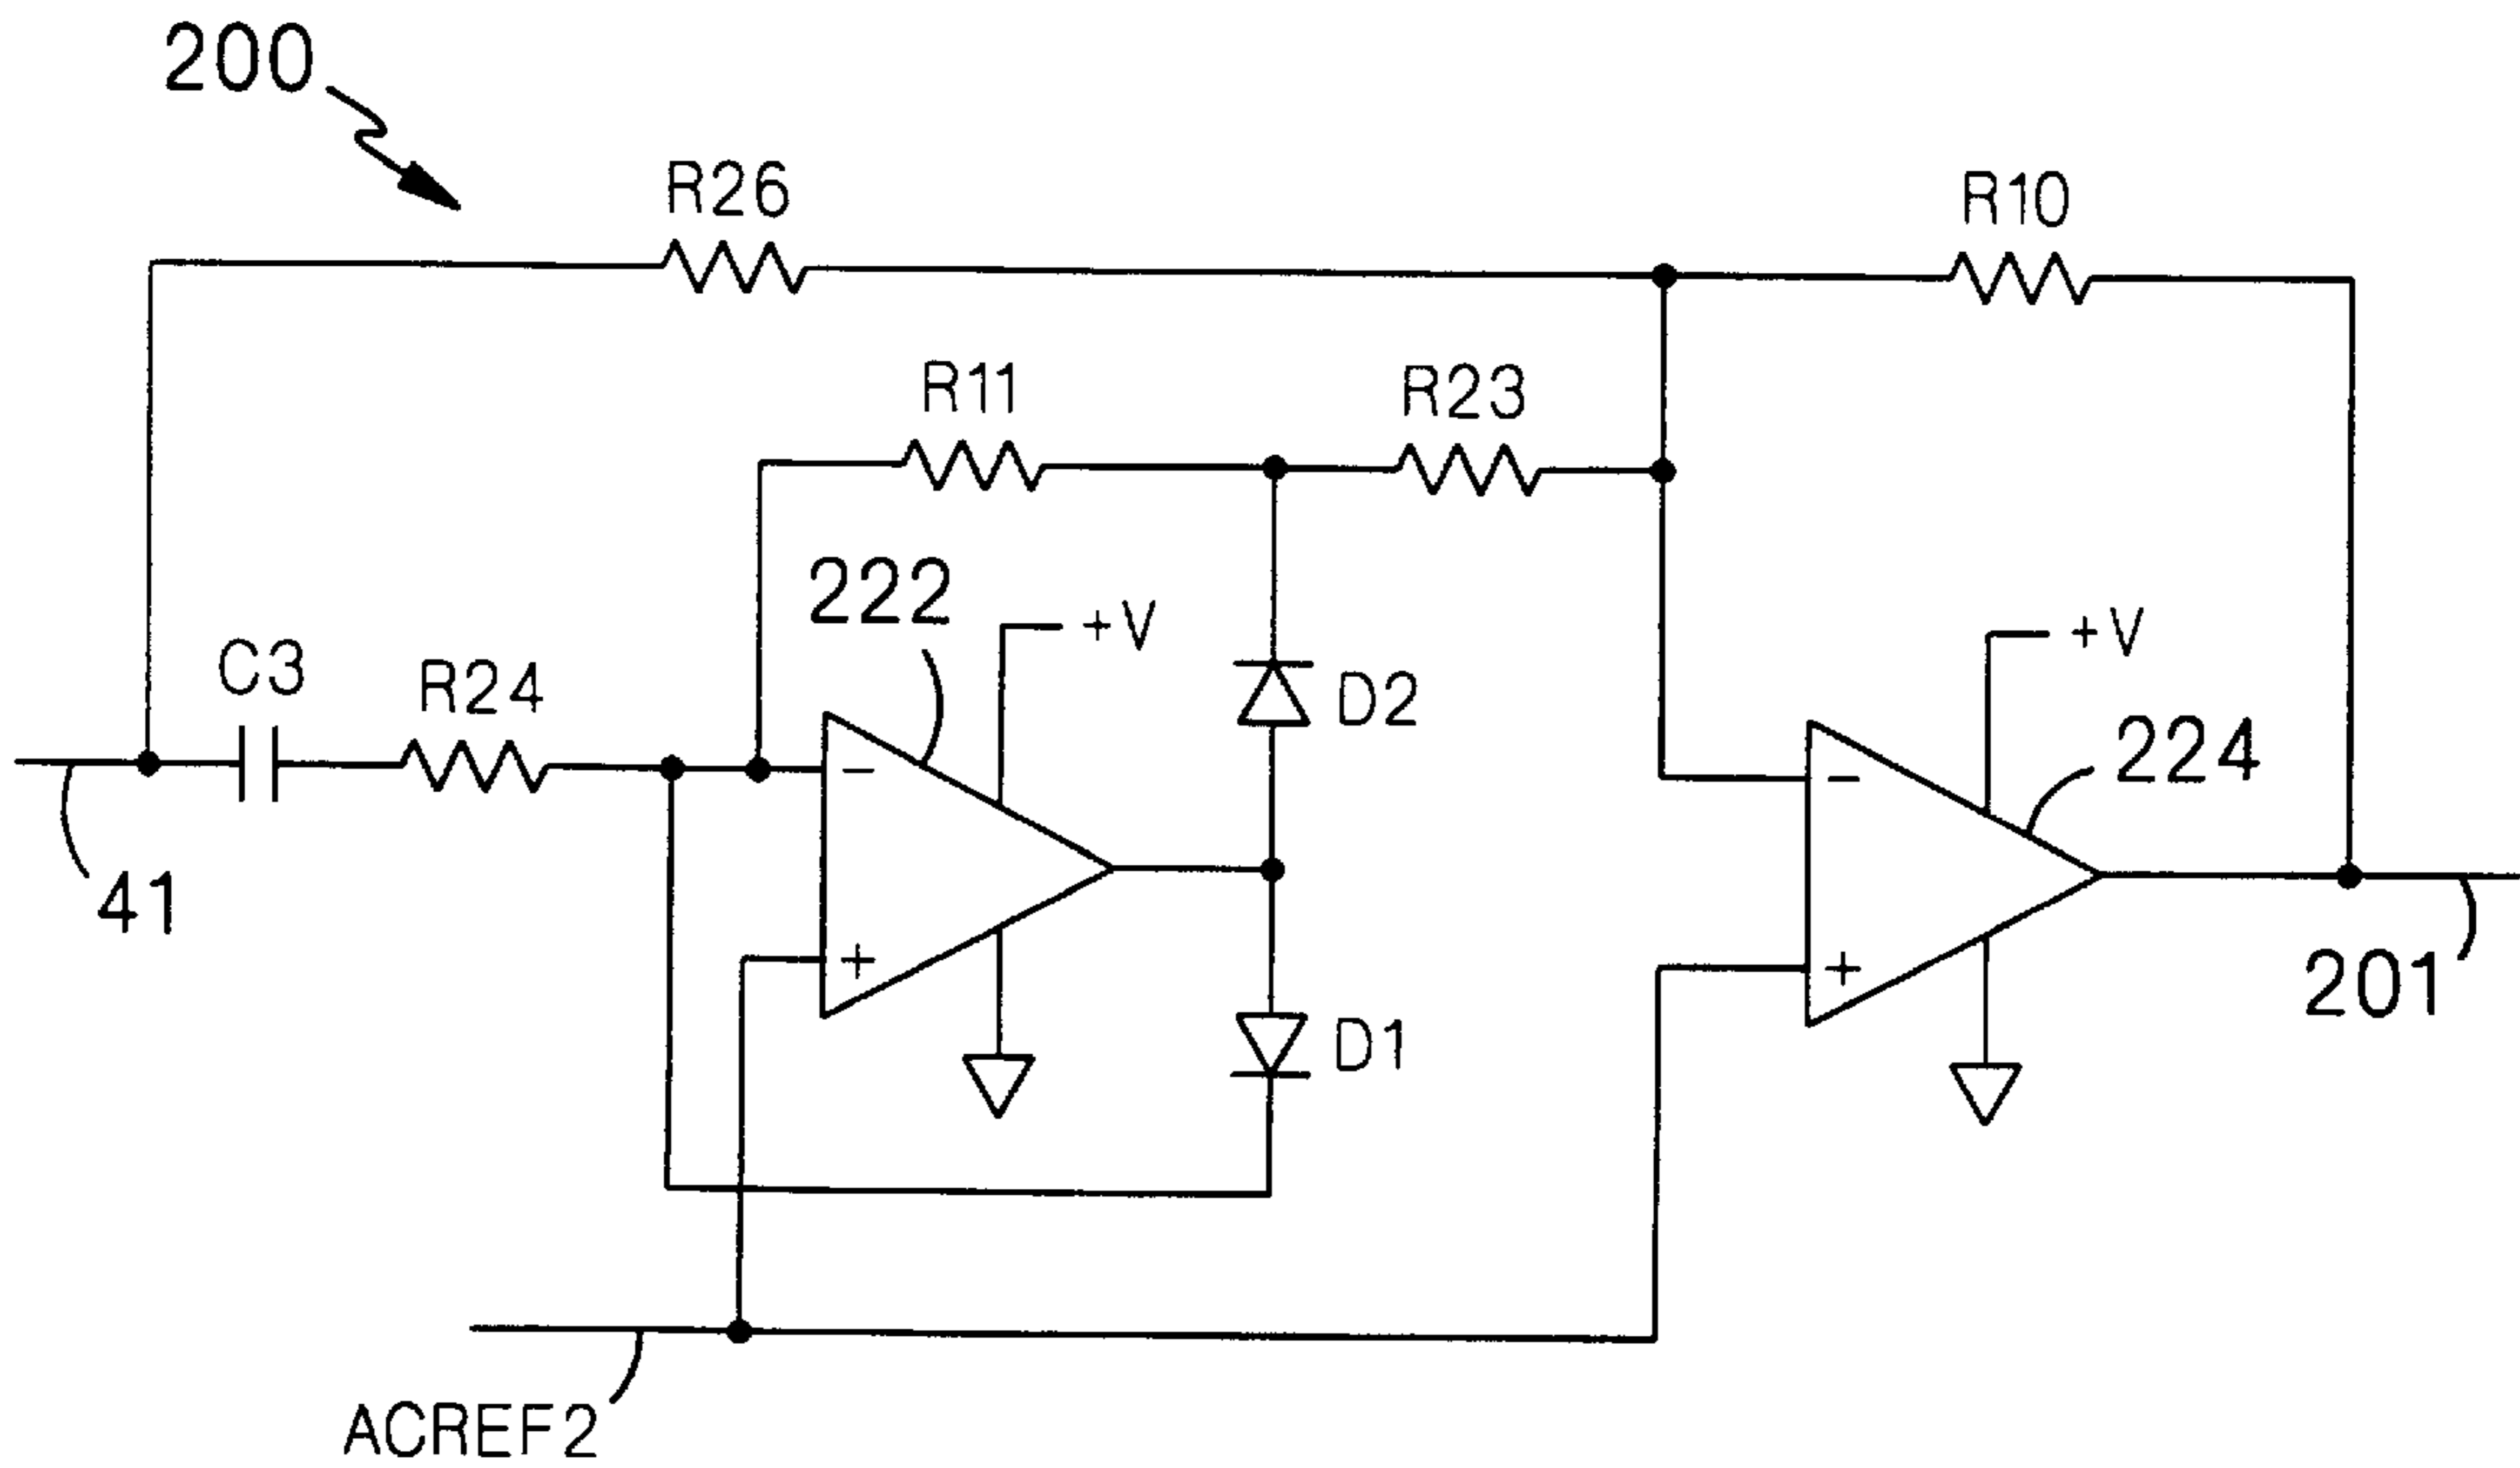 200
R26
R10
R11
R23
222
+V
+V
C3
R24
D2
224
−
−
41
+
+
201
D1
ACREF2